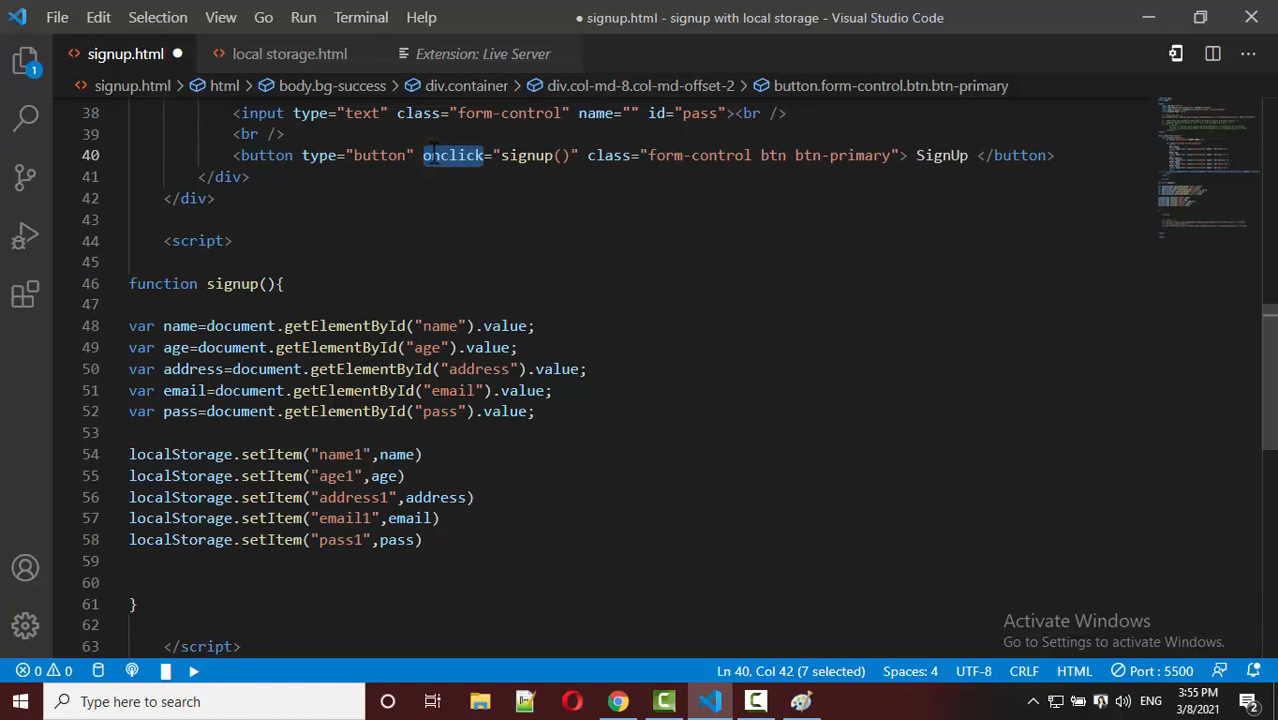 File Edit Selection View Go Run Terminal Help ● signup.html - signup with local storage - Visual Studio Code
<> signup.html ● <> local storage.html Extension: Live Server
<> signup.html > html > body.bg-success > div.container > div.col-md-8.col-md-offset-2 > button.form-control.btn.btn-primary
38 <input type="text" class="form-control" name="" id="pass"><br />
39 <br />
40 <button type="button" onclick="signup()" class="form-control btn btn-primary"> SignUp </button>
41 </div>
42 </div>
43
44 <script>
45
46 function signup(){
47
48 var name=document.getElementById("name").value;
49 var age=document.getElementById("age").value;
50 var address=document.getElementById("address").value;
51 var email=document.getElementById("email").value;
52 var pass=document.getElementById("pass").value;
53
54 localStorage.setItem("name1",name)
55 localStorage.setItem("age1",age)
56 localStorage.setItem("address1",address)
57 localStorage.setItem("email1",email)
58 localStorage.setItem("pass1",pass)
59
60
61 }
62
63 </script>
1
Activate Windows
Go to Settings to activate Windows.
0 0 Ln 40, Col 42 (7 selected) Spaces: 4 UTF-8 CRLF HTML Port : 5500
Type here to search
ENG
3:55 PM
3/8/2021
2